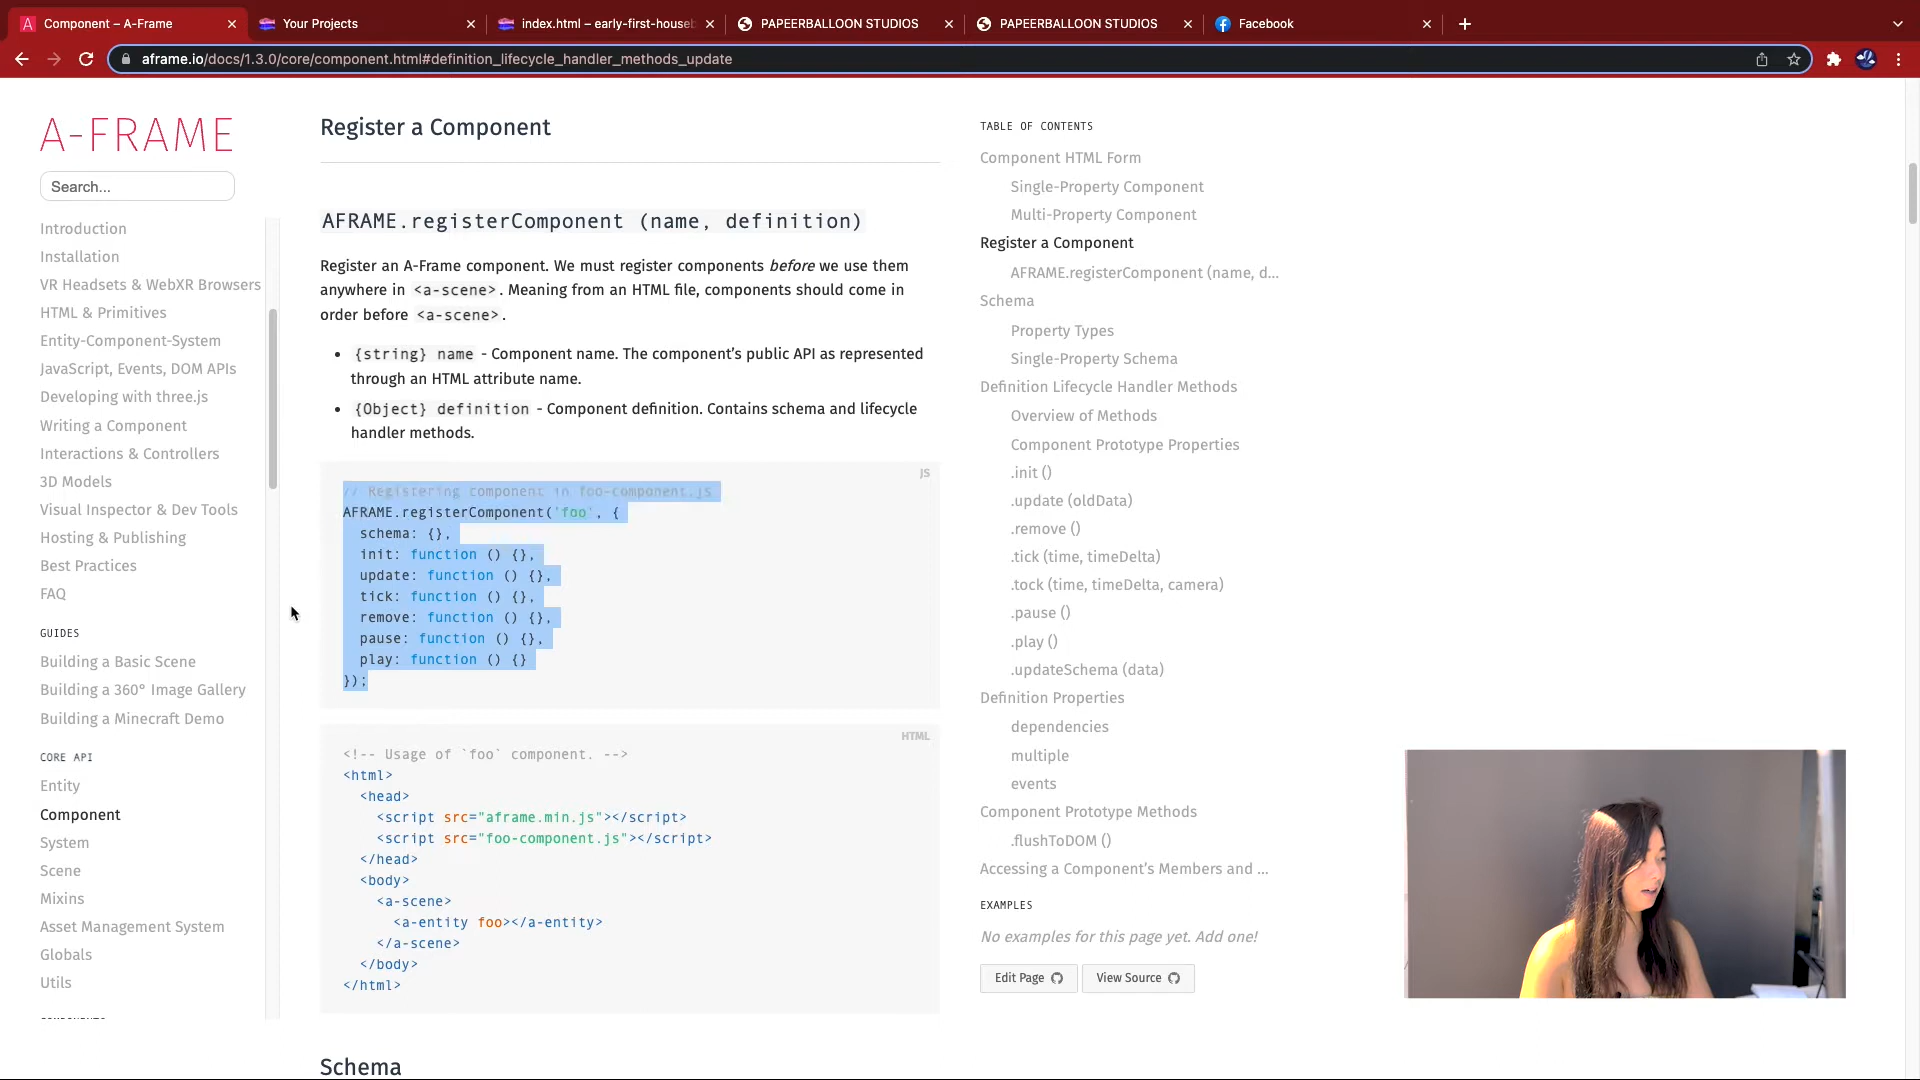 Component – A-Frame
Your Projects
index.html – early-first-houseb
PAPEERBALLOON STUDIOS
PAPEERBALLOON STUDIOS
Facebook
aframe.io/docs/1.3.0/core/component.html#definition_lifecycle_handler_methods_update
A-FRAME
Search...
Introduction
Installation
VR Headsets & WebXR Browsers
HTML & Primitives
Entity-Component-System
JavaScript, Events, DOM APIs
Developing with three.js
Writing a Component
Interactions & Controllers
3D Models
Visual Inspector & Dev Tools
Hosting & Publishing
Best Practices
FAQ
GUIDES
Building a Basic Scene
Building a 360° Image Gallery
Building a Minecraft Demo
CORE API
Entity
Component
System
Scene
Mixins
Asset Management System
Globals
Utils
Register a Component
AFRAME.registerComponent (name, definition)
Register an A-Frame component. We must register components before we use them
anywhere in <a-scene>. Meaning from an HTML file, components should come in
order before <a-scene>.
• {string} name - Component name. The component’s public API as represented
through an HTML attribute name.
• {Object} definition - Component definition. Contains schema and lifecycle
handler methods.
JS
// Registering component in foo-component.js
AFRAME.registerComponent('foo', {
schema: {},
init: function () {},
update: function () {},
tick: function () {},
remove: function () {},
pause: function () {},
play: function () {}
});
HTML
<!-- Usage of `foo` component. -->
<html>
<head>
<script src="aframe.min.js"></script>
<script src="foo-component.js"></script>
</head>
<body>
<a-scene>
<a-entity foo></a-entity>
</a-scene>
</body>
</html>
Schema
TABLE OF CONTENTS
Component HTML Form
Single-Property Component
Multi-Property Component
Register a Component
AFRAME.registerComponent (name, d...
Schema
Property Types
Single-Property Schema
Definition Lifecycle Handler Methods
Overview of Methods
Component Prototype Properties
.init ()
.update (oldData)
.remove ()
.tick (time, timeDelta)
.tock (time, timeDelta, camera)
.pause ()
.play ()
.updateSchema (data)
Definition Properties
dependencies
multiple
events
Component Prototype Methods
.flushToDOM ()
Accessing a Component’s Members and ...
EXAMPLES
No examples for this page yet. Add one!
Edit Page
View Source